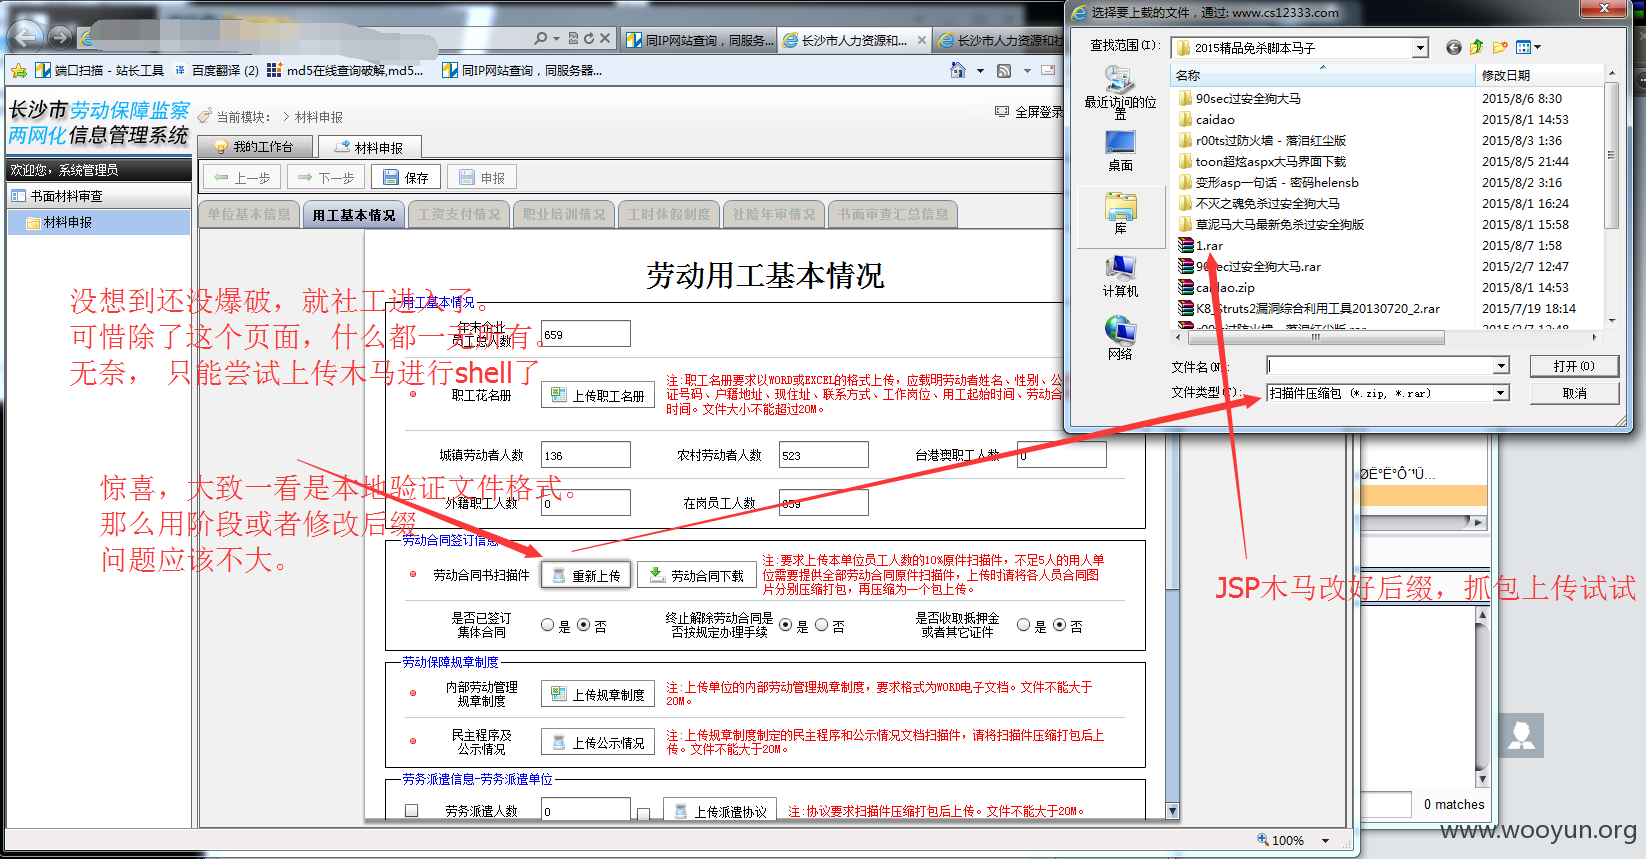 选择要上载的文件，通过: www.cs12333.com
同IP网站查询，同服务...
长沙市人力资源和...
长沙市人力资源和社
端口扫描 - 站长工具
百度翻译 (2)
md5在线查询破解,md5...
同IP网站查询，同服务器...
长沙市劳动保障监察
两网化信息管理系统
当前模块： > 材料申报
全屏登录
我的工作台
材料申报
欢迎您，系统管理员
书面材料审查
材料申报
上一步
下一步
保存
申报
单位基本信息
用工基本情况
工资支付情况
职业培训情况
工时休假制度
社险年审情况
书面审查汇总信息
劳动用工基本情况
没想到还没爆破，就社工进入了。
可惜除了这个页面，什么都一无所有。
无奈， 只能尝试上传木马进行shell了
用工基本情况
年末企业
员工总人数
659
职工花名册
上传职工名册
注:职工名册要求以WORD或EXCEL的格式上传，应载明劳动者姓名、性别、公
证号码、户籍地址、现住址、联系方式、工作岗位、用工起始时间、劳动合
时间。文件大小不能超过20M。
城镇劳动者人数
136
农村劳动者人数
523
台港澳职工人数
0
外籍职工人数
0
在岗员工人数
659
惊喜，大致一看是本地验证文件格式。
那么用阶段或者修改后缀
问题应该不大。
劳动合同签订信息
劳动合同书扫描件
重新上传
劳动合同下载
注:要求上传本单位员工人数的10%原件扫描件，不足5人的用人单
位需要提供全部劳动合同原件扫描件，上传时请将各人员合同图
片分别压缩打包，再压缩为一个包上传。
是否已签订
集体合同
是
否
终止解除劳动合同是
否按规定办理手续
是
否
是否收取抵押金
或者其它证件
是
否
劳动保障规章制度
内部劳动管理
规章制度
上传规章制度
注:上传单位的内部劳动管理规章制度，要求格式为WORD电子文档。文件不能大于
20M。
民主程序及
公示情况
上传公示情况
注:上传规章制度制定的民主程序和公示情况文档扫描件，请将扫描件压缩打包后上
传。文件不能大于20M。
劳务派遣信息-劳务派遣单位
劳务派遣人数
0
上传派遣协议
注:协议要求扫描件压缩打包后上传。文件不能大于20M。
100%
查找范围(I):
2015精品免杀脚本马子
最近访问的位
置
桌面
库
计算机
网络
名称
修改日期
90sec过安全狗大马
2015/8/6 8:30
caidao
2015/8/1 14:53
r00ts过防火墙 - 落泪红尘版
2015/8/3 1:36
toon超炫aspx大马界面下载
2015/8/5 21:44
变形asp一句话 - 密码helensb
2015/8/2 3:16
不灭之魂免杀过安全狗大马
2015/8/1 16:24
草泥马大马最新免杀过安全狗版
2015/8/1 15:58
1.rar
2015/8/7 1:58
90sec过安全狗大马.rar
2015/2/7 12:47
caidao.zip
2015/8/1 14:53
K8_Struts2漏洞综合利用工具20130720_2.rar
2015/7/19 18:14
r00ts过防火墙 - 落泪红尘版.rar
2015/2/7 12:48
文件名(N):
打开(O)
文件类型(T):
扫描件压缩包 (*.zip, *.rar)
取消
JSP木马改好后缀，抓包上传试试
0 matches
www.wooyun.org